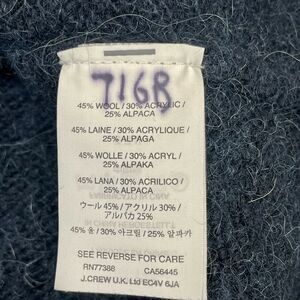 716B
45% WOOL / 30% ACRYLIC /
25% ALPACA
45% LAINE / 30% ACRYLIQUE /
25% ALPAGA
45% WOLLE / 30% ACRYL /
25% ALPAKA
45% LANA / 30% ACRILICO /
25% ALPACA
ウール 45% / アクリル 30% /
アルパカ 25%
45% 울 / 30% 아크릴 / 25% 알파카
SEE REVERSE FOR CARE
RN77388 CA56445
J.CREW U.K. Ltd EC4V 6JA